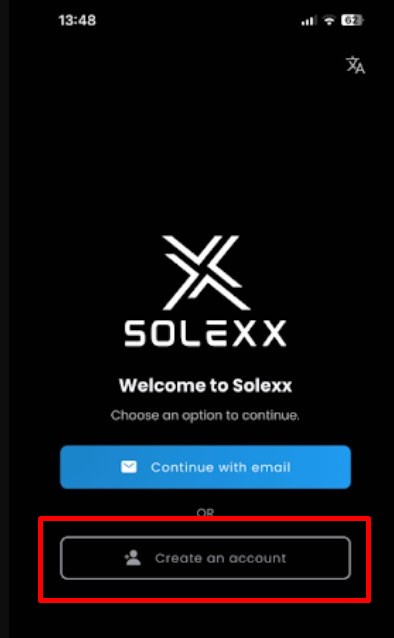 13:48
62
SOLEXX
Welcome to Solexx
Choose an option to continue.
Continue with email
OR
Create an account